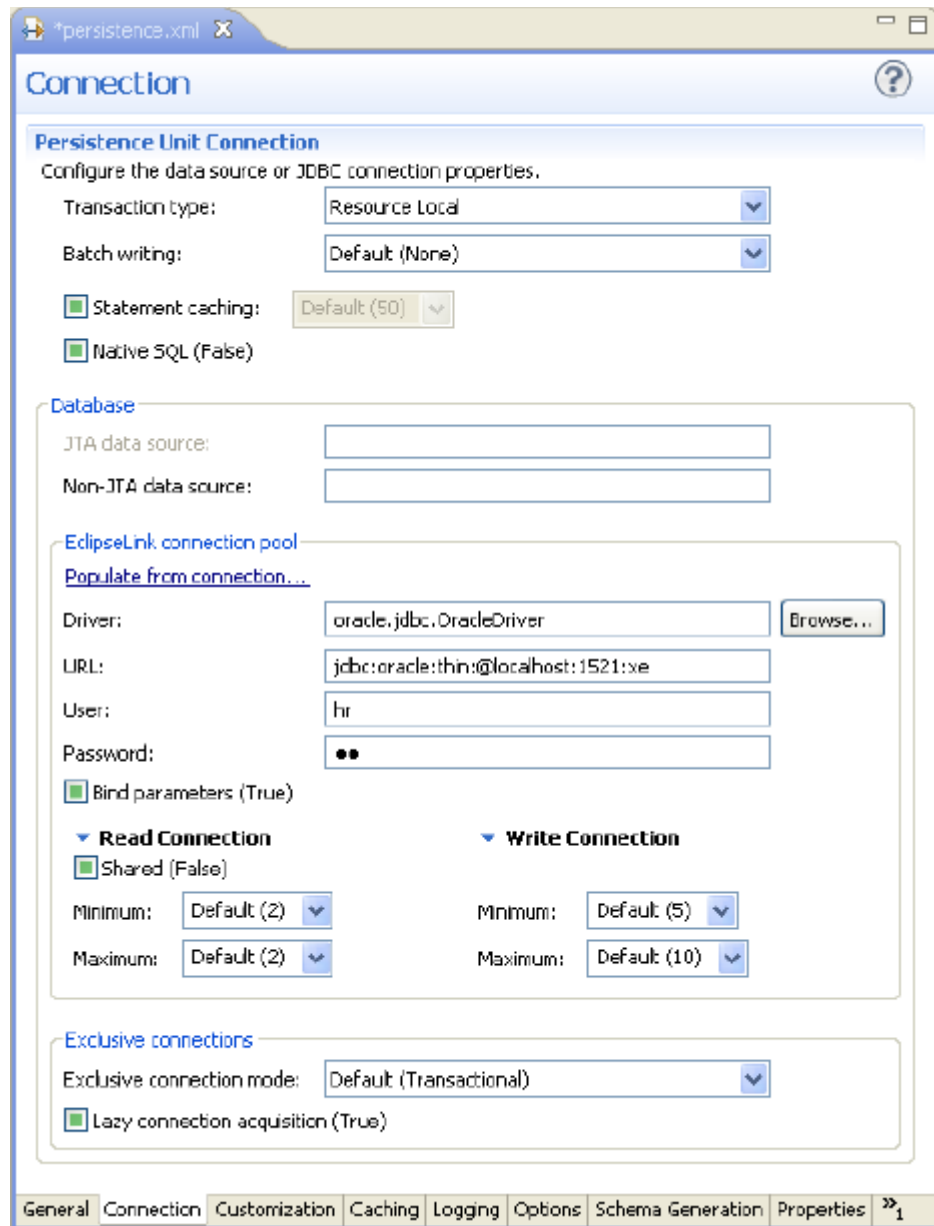 *persistence.xml
Connection
Persistence Unit Connection
Configure the data source or JDBC connection properties.
Transaction type: Resource Local
Batch writing: Default (None)
Statement caching: Default (50)
Native SQL (False)
Database
JTA data source:
Non-JTA data source:
EclipseLink connection pool
Populate from connection...
Driver: oracle.jdbc.OracleDriver Browse...
URL: jdbc:oracle:thin:@localhost:1521:xe
User: hr
Password: ●●
Bind parameters (True)
Read Connection Write Connection
Shared (False)
Minimum: Default (2) Minimum: Default (5)
Maximum: Default (2) Maximum: Default (10)
Exclusive connections
Exclusive connection mode: Default (Transactional)
Lazy connection acquisition (True)
General Connection Customization Caching Logging Options Schema Generation Properties »1